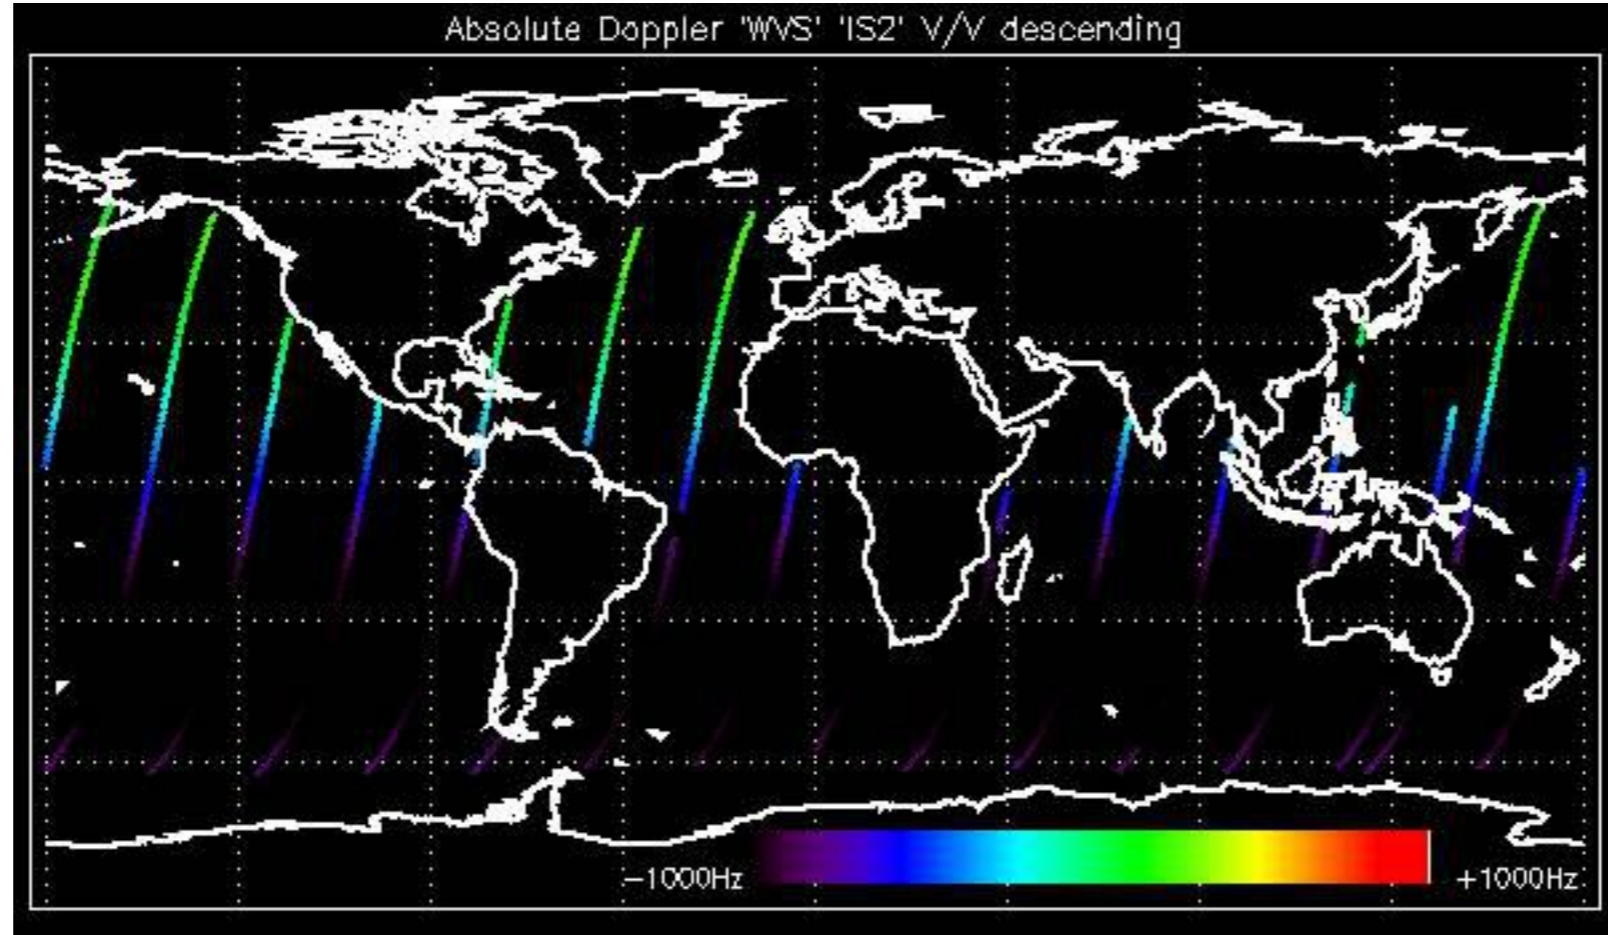 Absolute Doppler 'WVS' 'IS2' V/V descending
−1000Hz
+1000Hz